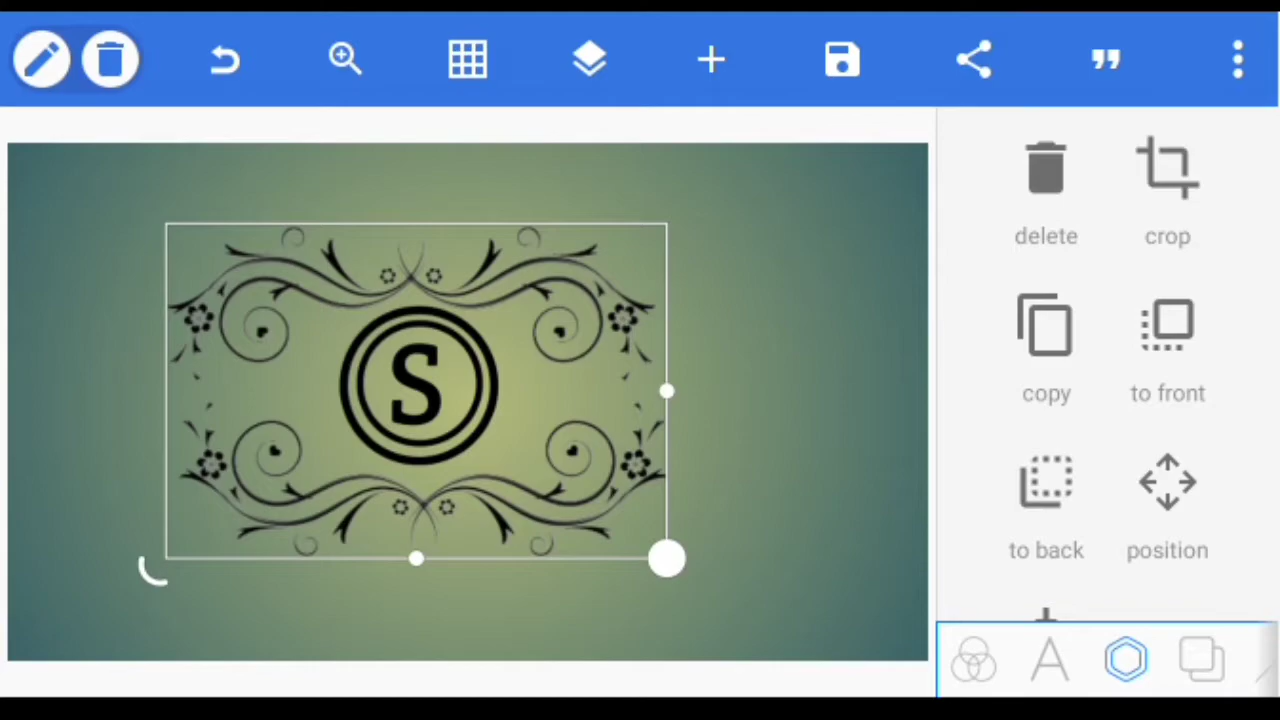 delete
crop
S
copy
to front
to back
position